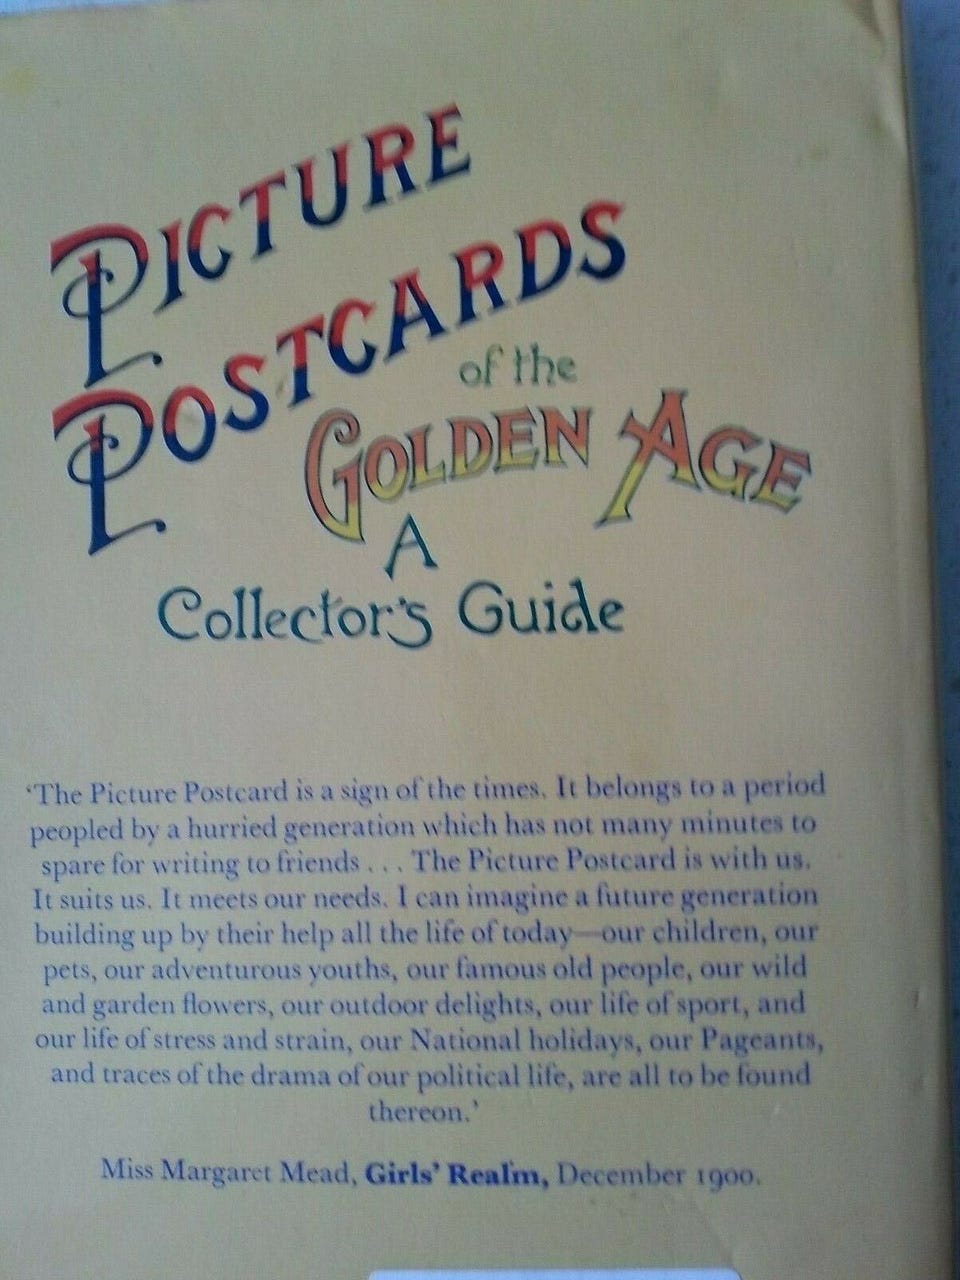 PICTURE
POSTCARDS
of the
GOLDEN AGE
A
Collector's Guide
'The Picture Postcard is a sign of the times. It belongs to a period
peopled by a hurried generation which has not many minutes to
spare for writing to friends . . . The Picture Postcard is with us.
It suits us. It meets our needs. I can imagine a future generation
building up by their help all the life of today—our children, our
pets, our adventurous youths, our famous old people, our wild
and garden flowers, our outdoor delights, our life of sport, and
our life of stress and strain, our National holidays, our Pageants,
and traces of the drama of our political life, are all to be found
thereon.'
Miss Margaret Mead, Girls' Realm, December 1900.